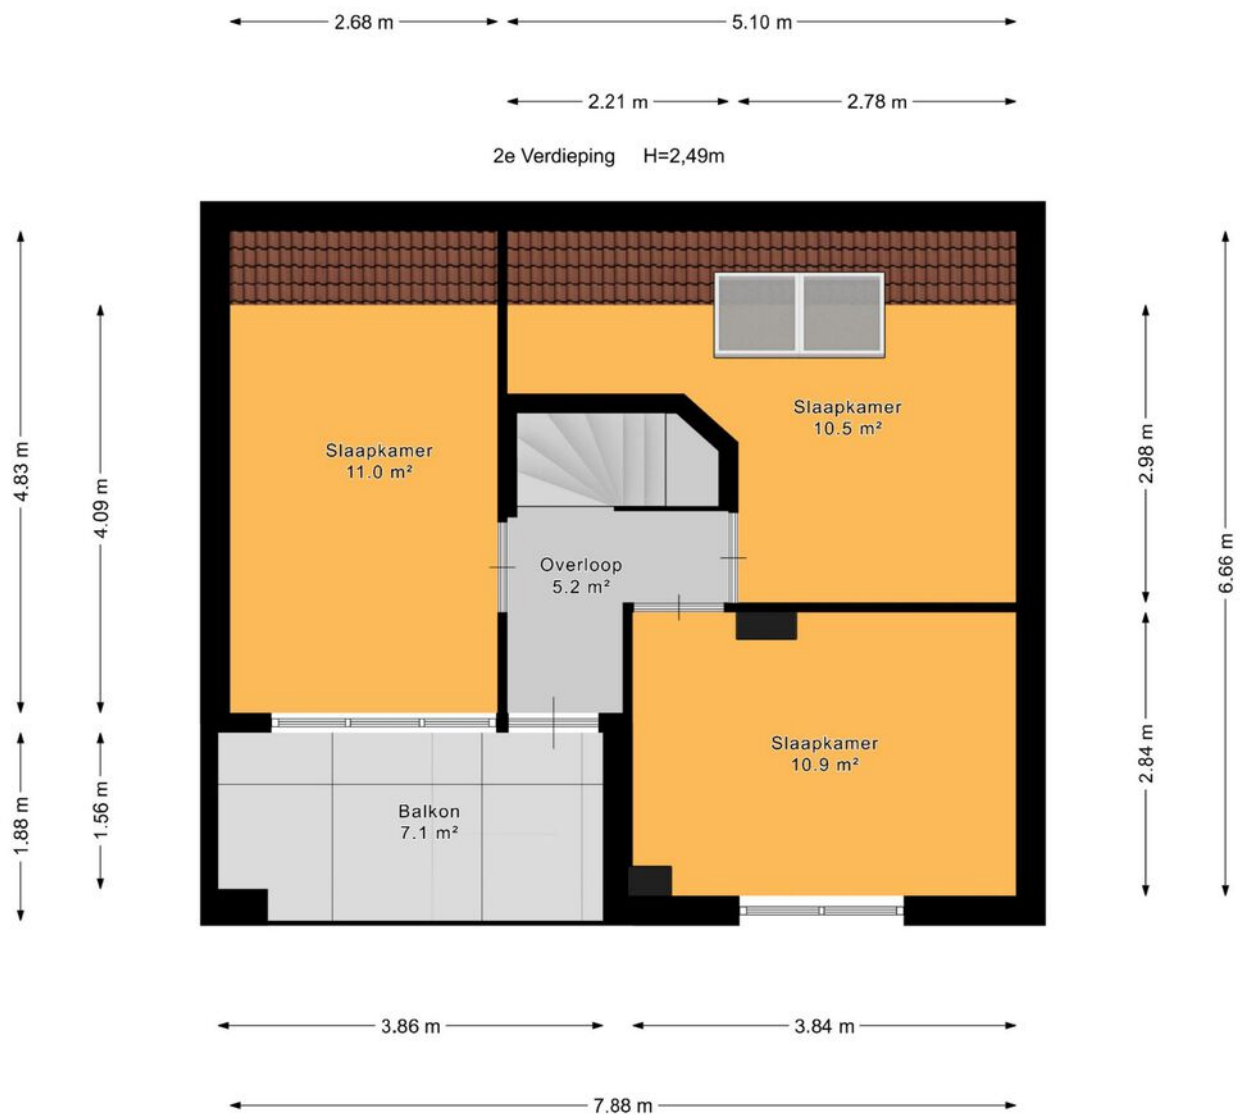 2.68 m
5.10 m
2.21 m
2.78 m
2e Verdieping H=2,49m
4.83 m
4.09 m
Slaapkamer
11.0 m²
Slaapkamer
10.5 m²
2.98 m
6.66 m
Overloop
5.2 m²
Slaapkamer
10.9 m²
2.84 m
1.88 m
1.56 m
Balkon
7.1 m²
3.86 m
3.84 m
7.88 m